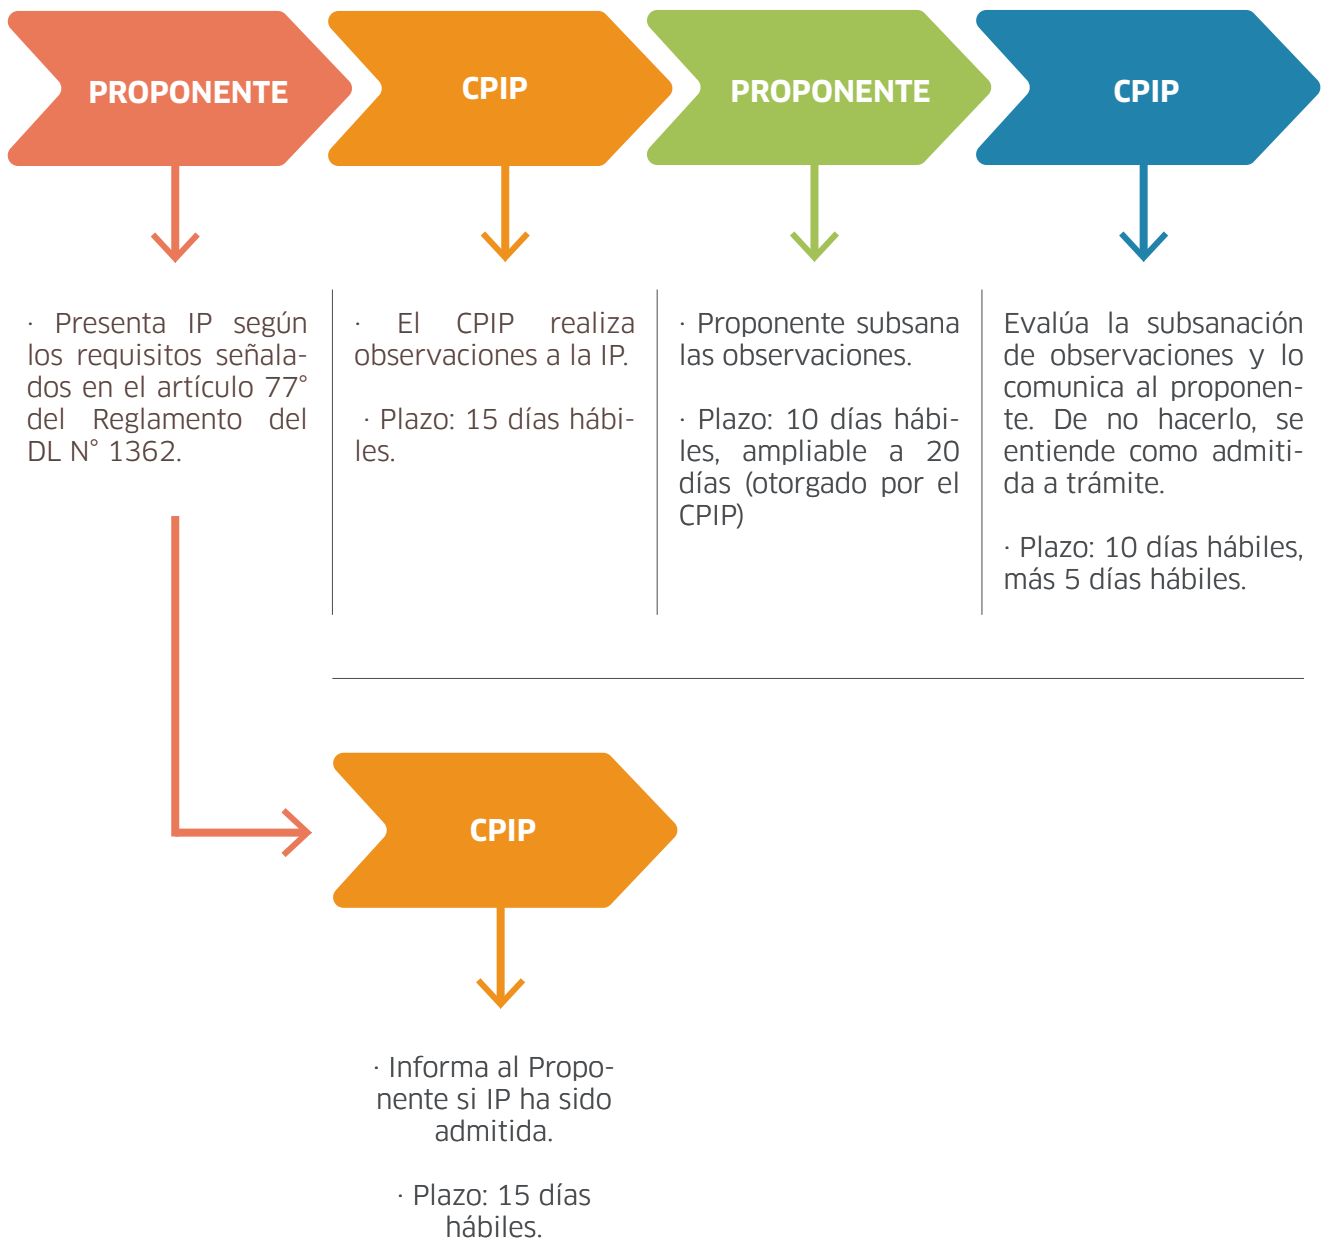 PROPONENTE
CPIP
PROPONENTE
CPIP
· Presenta IP según
los requisitos señala-
dos en el artículo 77°
del Reglamento del
DL N° 1362.
· El CPIP realiza
observaciones a la IP.
· Plazo: 15 días hábi-
les.
· Proponente subsana
las observaciones.
· Plazo: 10 días hábi-
les, ampliable a 20
días (otorgado por el
CPIP)
Evalúa la subsanación
de observaciones y lo
comunica al proponen-
te. De no hacerlo, se
entiende como admiti-
da a trámite.
· Plazo: 10 días hábiles,
más 5 días hábiles.
CPIP
· Informa al Propo-
nente si IP ha sido
admitida.
· Plazo: 15 días
hábiles.